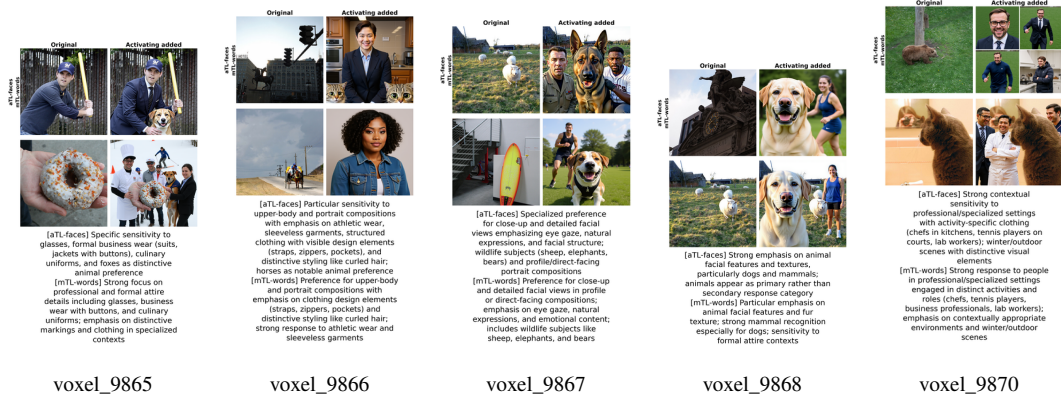 Original Activating added
aTL-faces
mTL-words
[aTL-faces] Specific sensitivity to
glasses, formal business wear (suits,
jackets with buttons), culinary
uniforms, and foxes as distinctive
animal preference
[mTL-words] Strong focus on
professional and formal attire
details including glasses, business
wear with buttons, and culinary
uniforms; emphasis on distinctive
markings and clothing in specialized
contexts
voxel_9865
Original Activating added
aTL-faces
mTL-words
[aTL-faces] Particular sensitivity to
upper-body and portrait compositions
with emphasis on athletic wear,
sleeveless garments, structured
clothing with visible design elements
(straps, zippers, pockets), and
distinctive styling like curled hair;
horses as notable animal preference
[mTL-words] Preference for upper-body
and portrait compositions with
emphasis on clothing design elements
(straps, zippers, pockets) and
distinctive styling like curled hair;
strong response to athletic wear and
sleeveless garments
voxel_9866
Original Activating added
aTL-faces
mTL-words
[aTL-faces] Specialized preference
for close-up and detailed facial
views emphasizing eye gaze, natural
expressions, and facial structure;
wildlife subjects (sheep, elephants,
bears) and profile/direct-facing
portrait compositions
[mTL-words] Preference for close-up
and detailed facial views in profile
or direct-facing compositions;
emphasis on eye gaze, natural
expressions, and emotional content;
includes wildlife subjects like
sheep, elephants, and bears
voxel_9867
Original Activating added
aTL-faces
mTL-words
[aTL-faces] Strong emphasis on animal
facial features and textures,
particularly dogs and mammals;
animals appear as primary rather than
secondary response category
[mTL-words] Particular emphasis on
animal facial features and fur
texture; strong mammal recognition
especially for dogs; sensitivity to
formal attire contexts
voxel_9868
Original Activating added
aTL-faces
mTL-words
[aTL-faces] Strong contextual
sensitivity to
professional/specialized settings
with activity-specific clothing
(chefs in kitchens, tennis players on
courts, lab workers); winter/outdoor
scenes with distinctive visual
elements
[mTL-words] Strong response to people
in professional/specialized settings
engaged in distinct activities and
roles (chefs, tennis players,
business professionals, lab workers);
emphasis on contextually appropriate
environments and winter/outdoor
scenes
voxel_9870